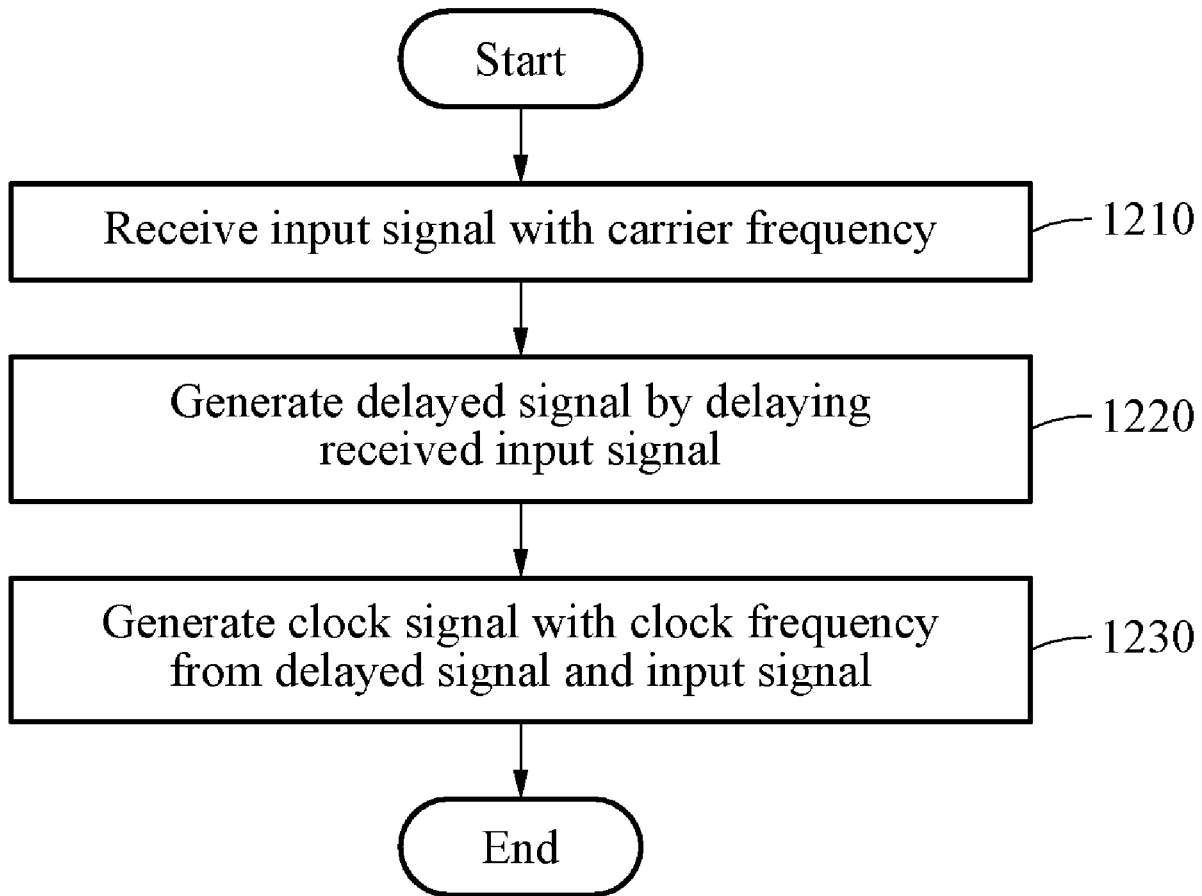 Start
Receive input signal with carrier frequency
1210
Generate delayed signal by delaying
received input signal
1220
Generate clock signal with clock frequency
from delayed signal and input signal
1230
End